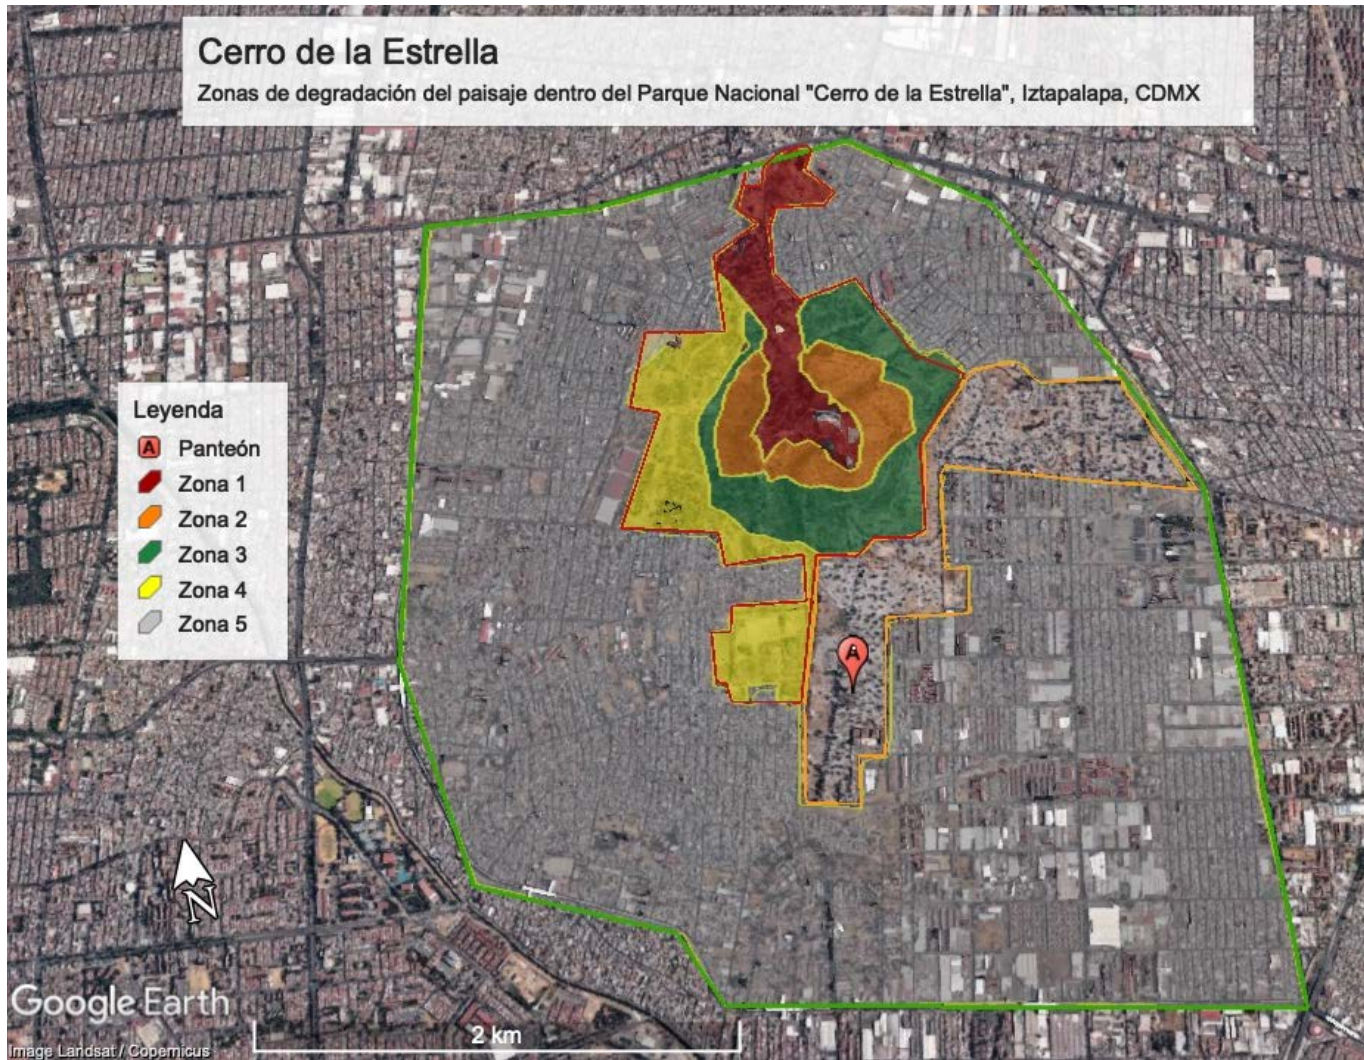 Cerro de la Estrella
Zonas de degradación del paisaje dentro del Parque Nacional "Cerro de la Estrella", Iztapalapa, CDMX
Leyenda
A Panteón
Zona 1
Zona 2
Zona 3
Zona 4
Zona 5
A
N
Google Earth
2 km
Image Landsat / Copernicus